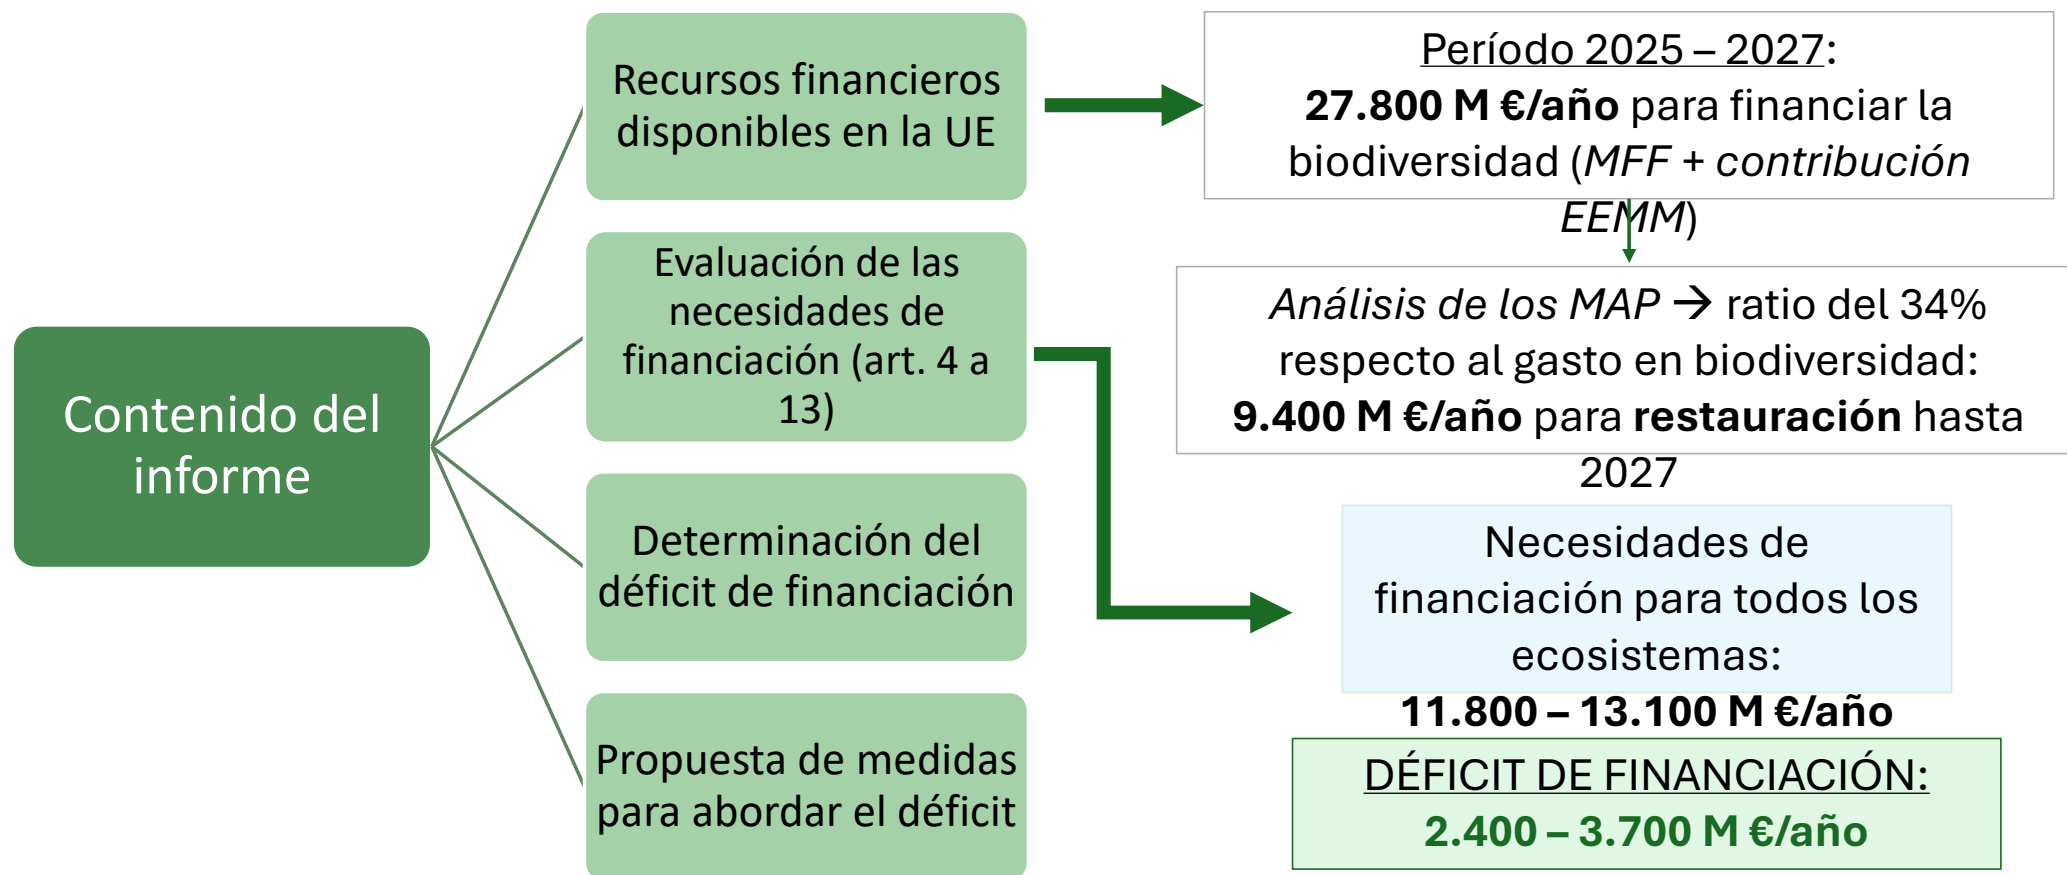 Contenido del
informe
Recursos financieros
disponibles en la UE
Evaluación de las
necesidades de
financiación (art. 4 a
13)
Determinación del
déficit de financiación
Propuesta de medidas
para abordar el déficit
Período 2025 – 2027:
27.800 M €/año para financiar la
biodiversidad (MFF + contribución
EEMM)
Análisis de los MAP → ratio del 34%
respecto al gasto en biodiversidad:
9.400 M €/año para restauración hasta
2027
Necesidades de
financiación para todos los
ecosistemas:
11.800 – 13.100 M €/año
DÉFICIT DE FINANCIACIÓN:
2.400 – 3.700 M €/año